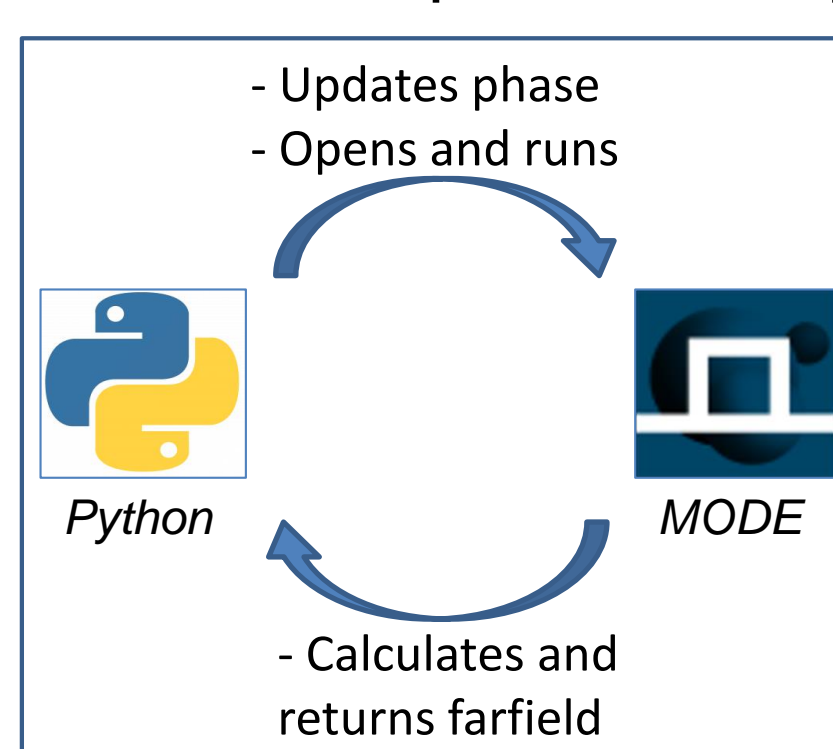 - Updates phase
- Opens and runs
Python
MODE
- Calculates and
returns farfield